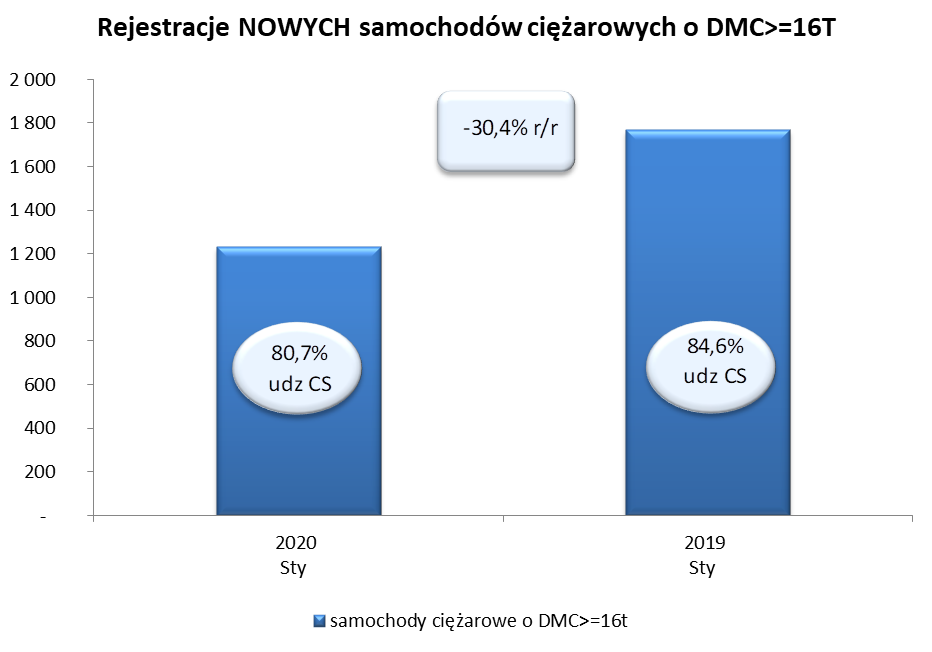 Rejestracje NOWYCH samochodów ciężarowych o DMC>=16T
2 000
1 800
1 600
1 400
1 200
1 000
800
600
400
200
-
-30,4% r/r
80,7%
udz CS
84,6%
udz CS
2020
Sty
2019
Sty
samochody ciężarowe o DMC>=16t